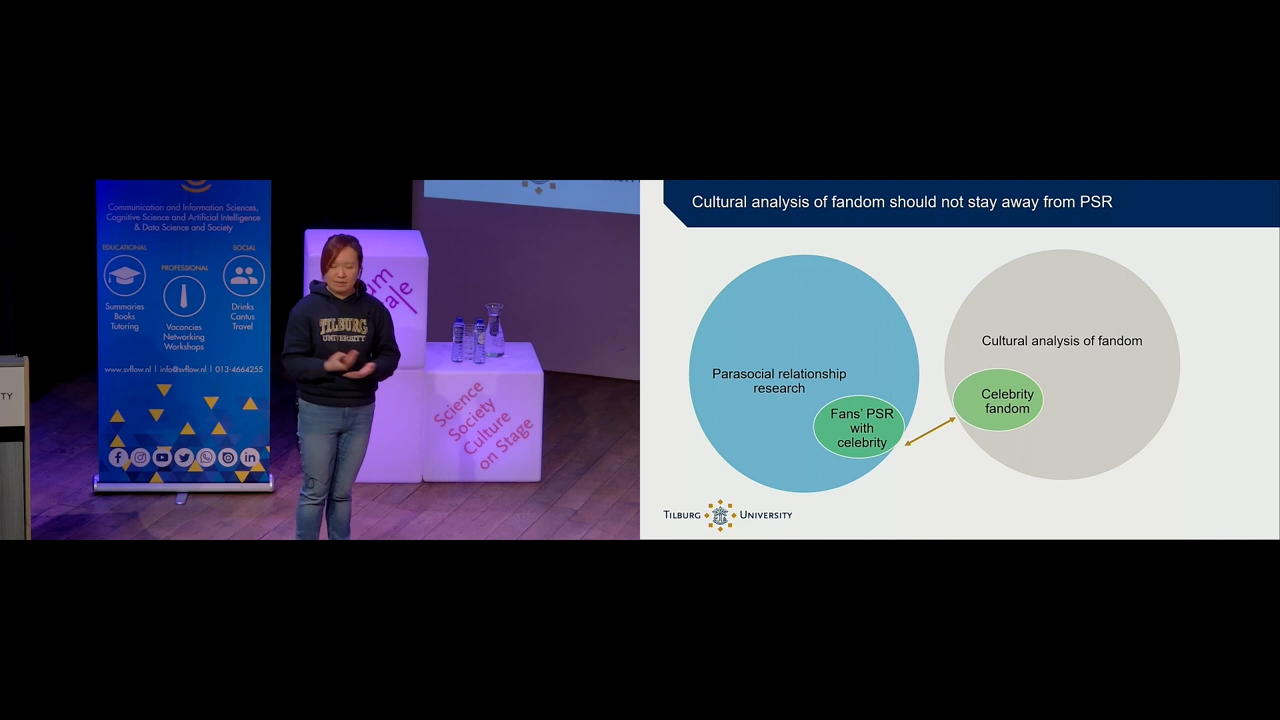 Communication and Information Sciences,
Cognitive Science and Artificial Intelligence
& Data Science and Society
EDUCATIONAL
PROFESSIONAL
SOCIAL
Summaries
Books
Tutoring
Vacancies
Networking
Workshops
Drinks
Cantus
Travel
www.svflow.nl | info@svflow.nl | 013-4664255
TILBURG
UNIVERSITY
Science
Society
Culture
on Stage
Cultural analysis of fandom should not stay away from PSR
Parasocial relationship
research
Fans' PSR
with
celebrity
Cultural analysis of fandom
Celebrity
fandom
TILBURG UNIVERSITY